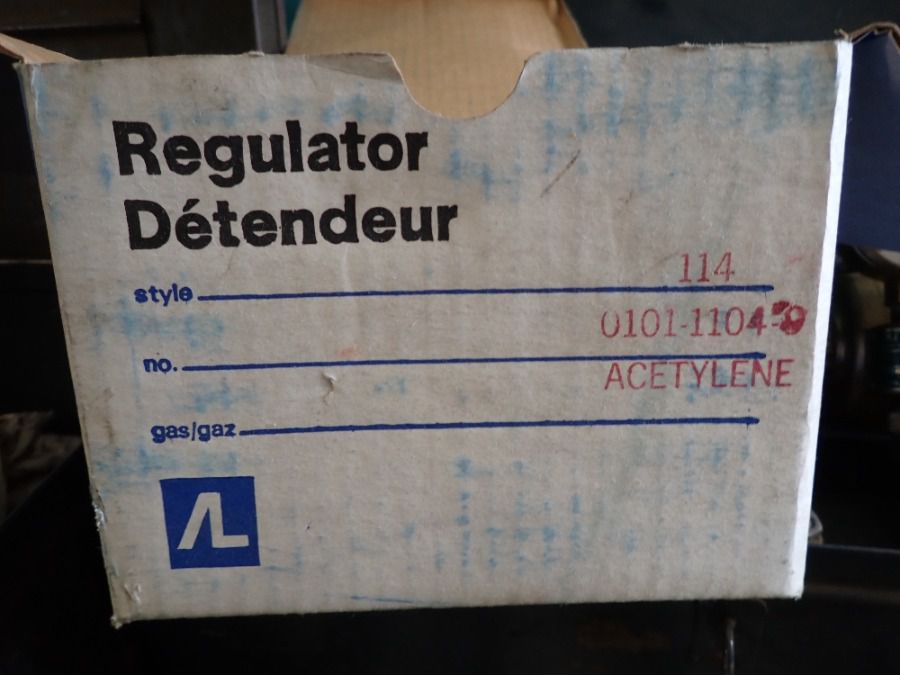 Regulator
Détendeur
style 114
no. 0101-1104-
gas/gaz ACETYLENE
AL